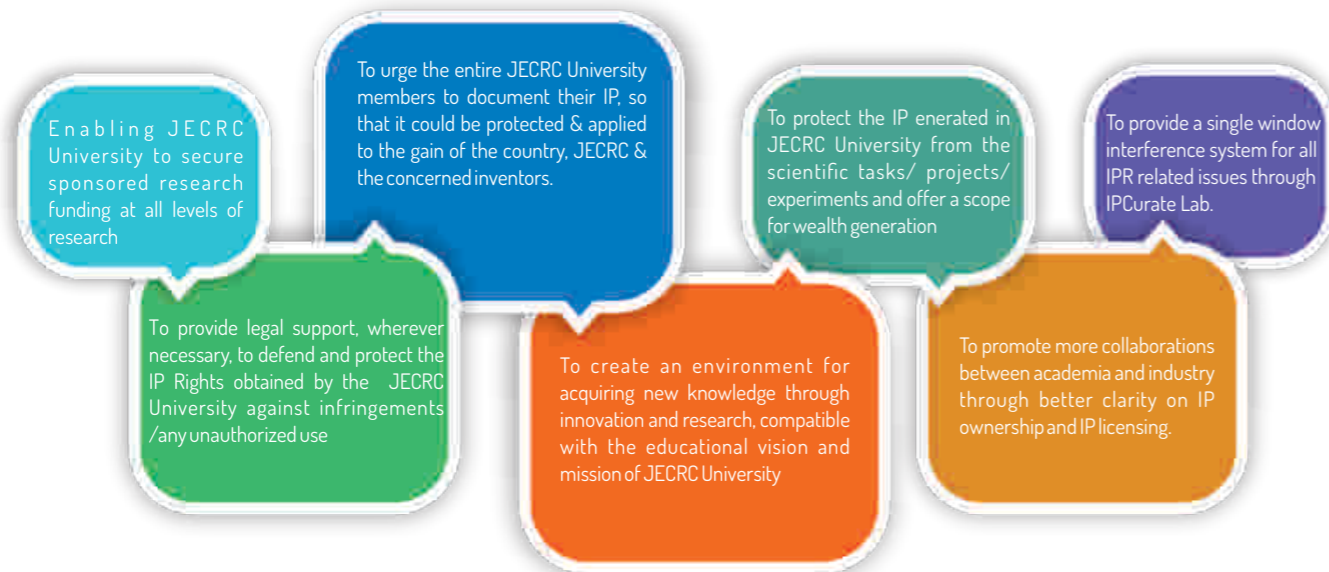 Enabling JECRC
University to secure
sponsored research
funding at all levels of
research
To provide legal support, wherever
necessary, to defend and protect the
IP Rights obtained by the JECRC
University against infringements
/any unauthorized use
To urge the entire JECRC University
members to document their IP, so
that it could be protected & applied
to the gain of the country, JECRC &
the concerned inventors.
To create an environment for
acquiring new knowledge through
innovation and research, compatible
with the educational vision and
mission of JECRC University
To protect the IP enerated in
JECRC University from the
scientific tasks/ projects/
experiments and offer a scope
for wealth generation
To promote more collaborations
between academia and industry
through better clarity on IP
ownership and IP licensing.
To provide a single window
interference system for all
IPR related issues through
IPCurate Lab.